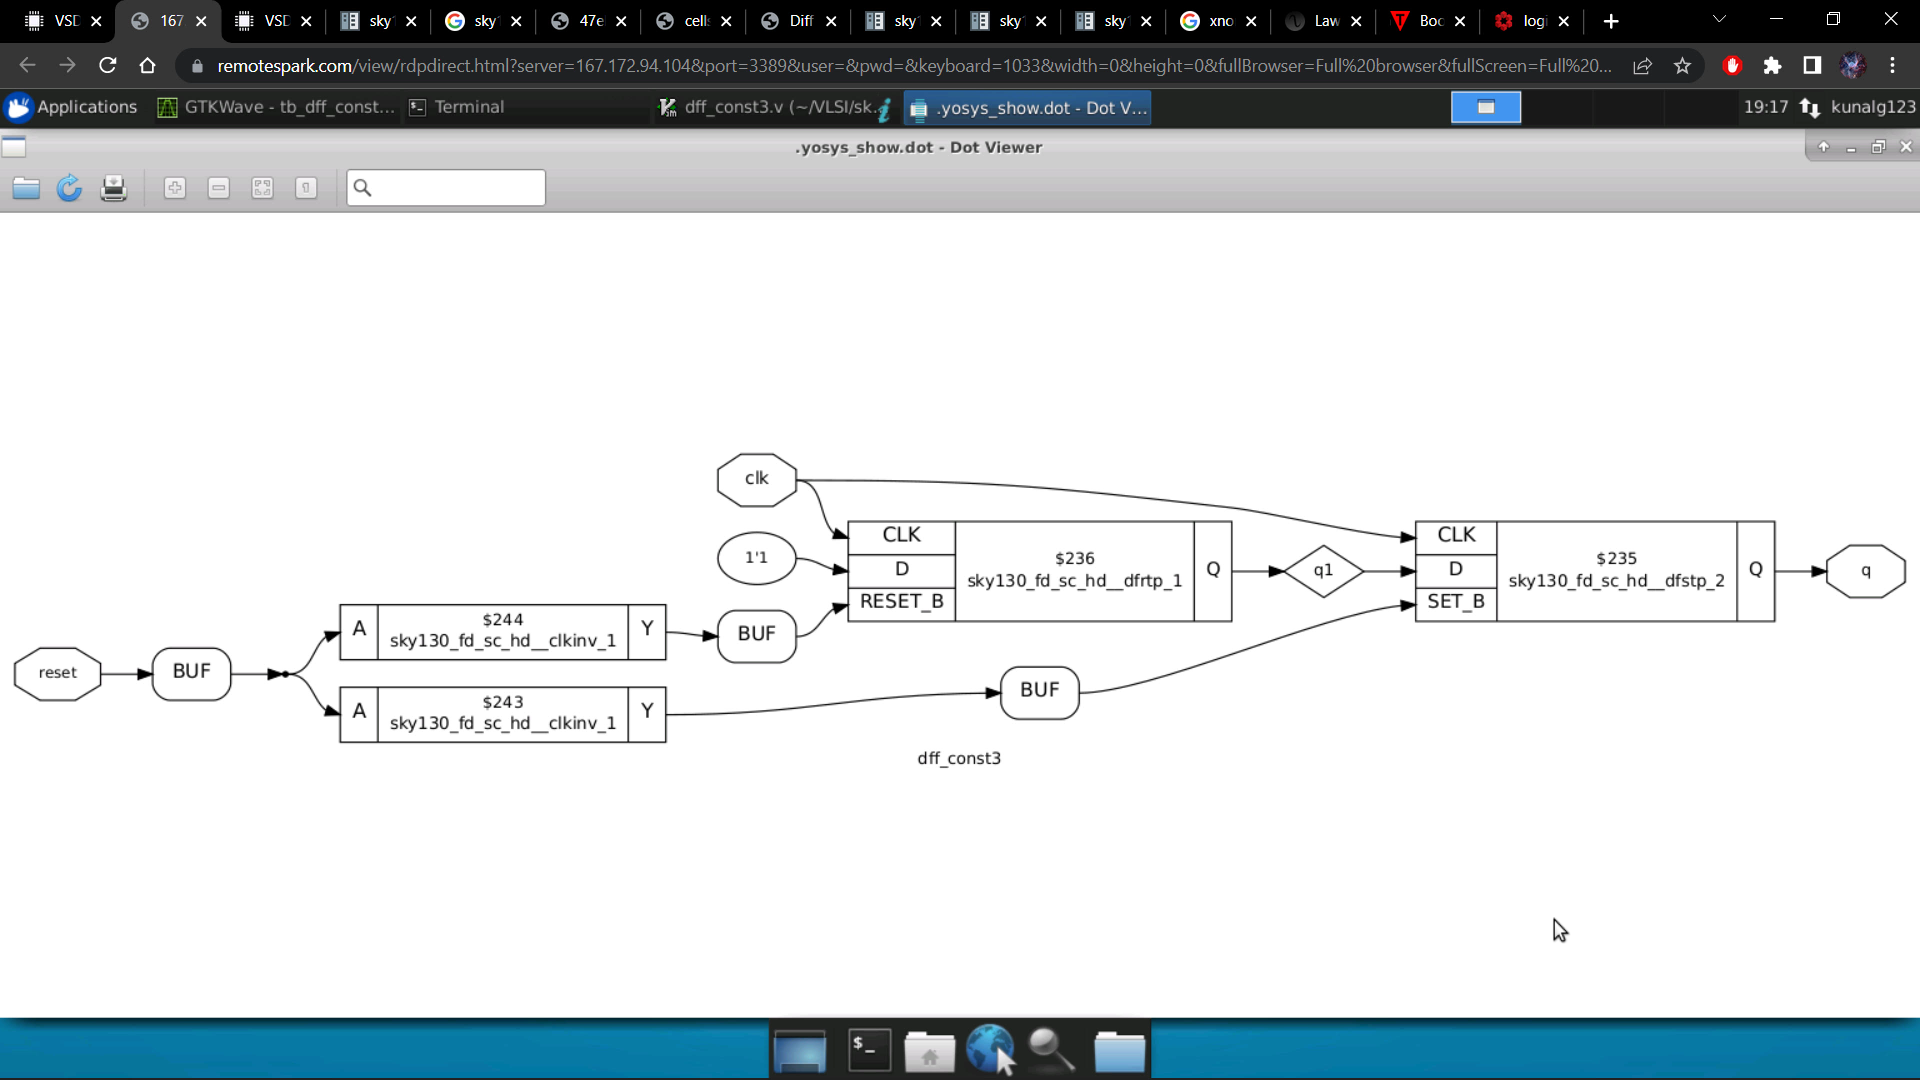 VSD
167
VSD
sky
sky
47e
cell
Diff
sky
sky
sky
xno
Law
Boc
logi
remotespark.com/view/rdpdirect.html?server=167.172.94.104&port=3389&user=&pwd=&keyboard=1033&width=0&height=0&fullBrowser=Full%20browser&fullScreen=Full%20...
Applications
GTKWave - tb_dff_const...
Terminal
dff_const3.v (~/VLSI/sk...
.yosys_show.dot - Dot V...
19:17
kunalg123
.yosys_show.dot - Dot Viewer
clk
1'1
CLK
D
RESET_B
$236
sky130_fd_sc_hd__dfrtp_1
Q
q1
CLK
D
SET_B
$235
sky130_fd_sc_hd__dfstp_2
Q
q
reset
BUF
A
$244
sky130_fd_sc_hd__clkinv_1
Y
BUF
A
$243
sky130_fd_sc_hd__clkinv_1
Y
BUF
dff_const3
$_